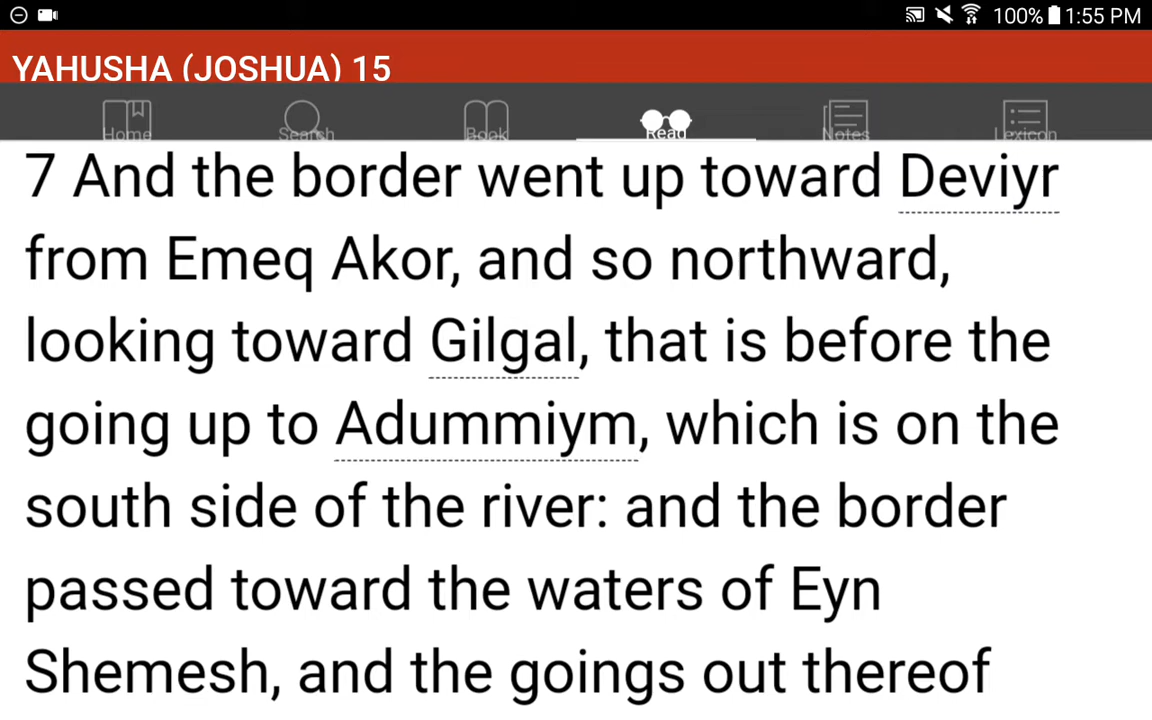 100% 1:55 PM
YAHUSHA (JOSHUA) 15
Home Search Book Read Notes Lexicon
7 And the border went up toward Deviyr
from Emeq Akor, and so northward,
looking toward Gilgal, that is before the
going up to Adummiym, which is on the
south side of the river: and the border
passed toward the waters of Eyn
Shemesh, and the goings out thereof